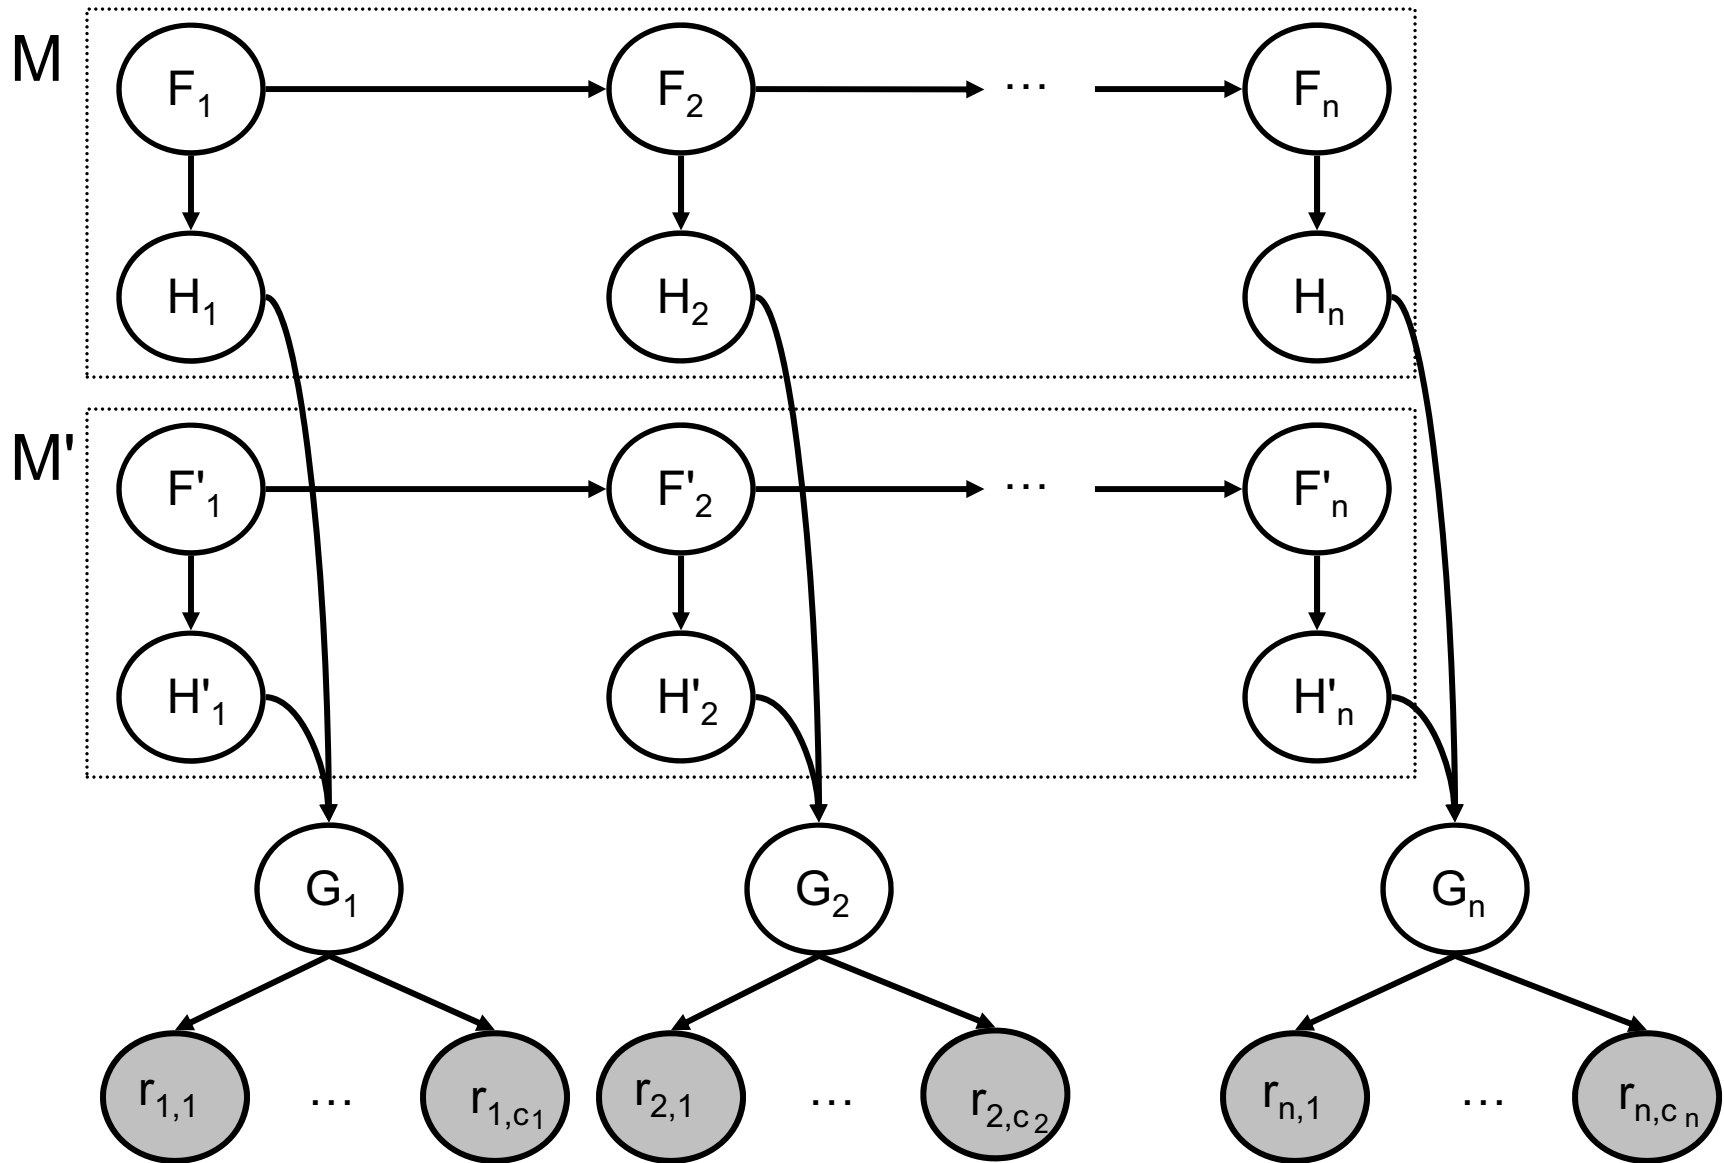 M F₁ F₂ ... Fₙ
H₁ H₂ Hₙ
M' F'₁ F'₂ ... F'ₙ
H'₁ H'₂ H'ₙ
G₁ G₂ Gₙ
r₁,₁ ... r₁,c₁ r₂,₁ ... r₂,c₂ rₙ,₁ ... rₙ,cₙ